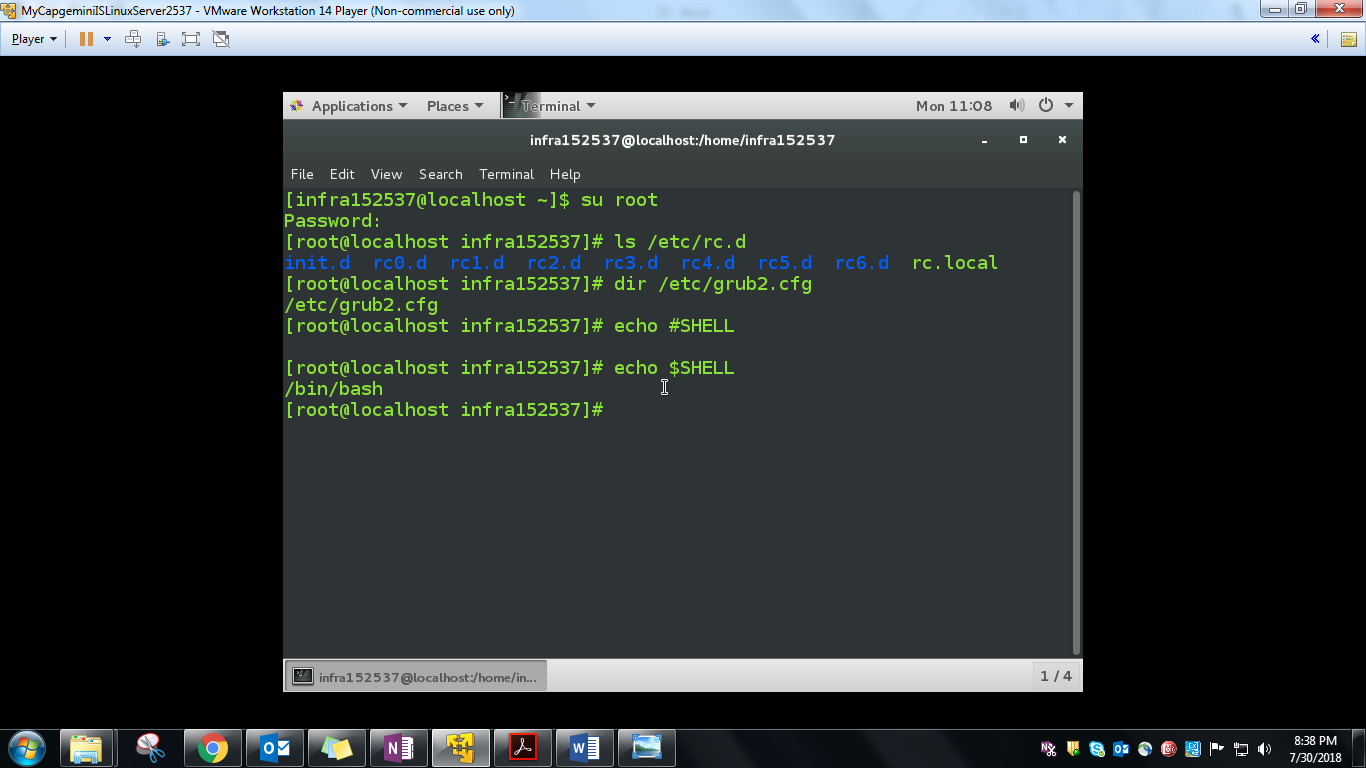 MyCapgeminiISLinuxServer2537 - VMware Workstation 14 Player (Non-commercial use only)
Player
Applications Places Terminal Mon 11:08
infra152537@localhost:/home/infra152537
File Edit View Search Terminal Help
[infra152537@localhost ~]$ su root
Password:
[root@localhost infra152537]# ls /etc/rc.d
init.d rc0.d rc1.d rc2.d rc3.d rc4.d rc5.d rc6.d rc.local
[root@localhost infra152537]# dir /etc/grub2.cfg
/etc/grub2.cfg
[root@localhost infra152537]# echo #SHELL
[root@localhost infra152537]# echo $SHELL
/bin/bash
[root@localhost infra152537]#
infra152537@localhost:/home/in... 1 / 4
8:38 PM
7/30/2018